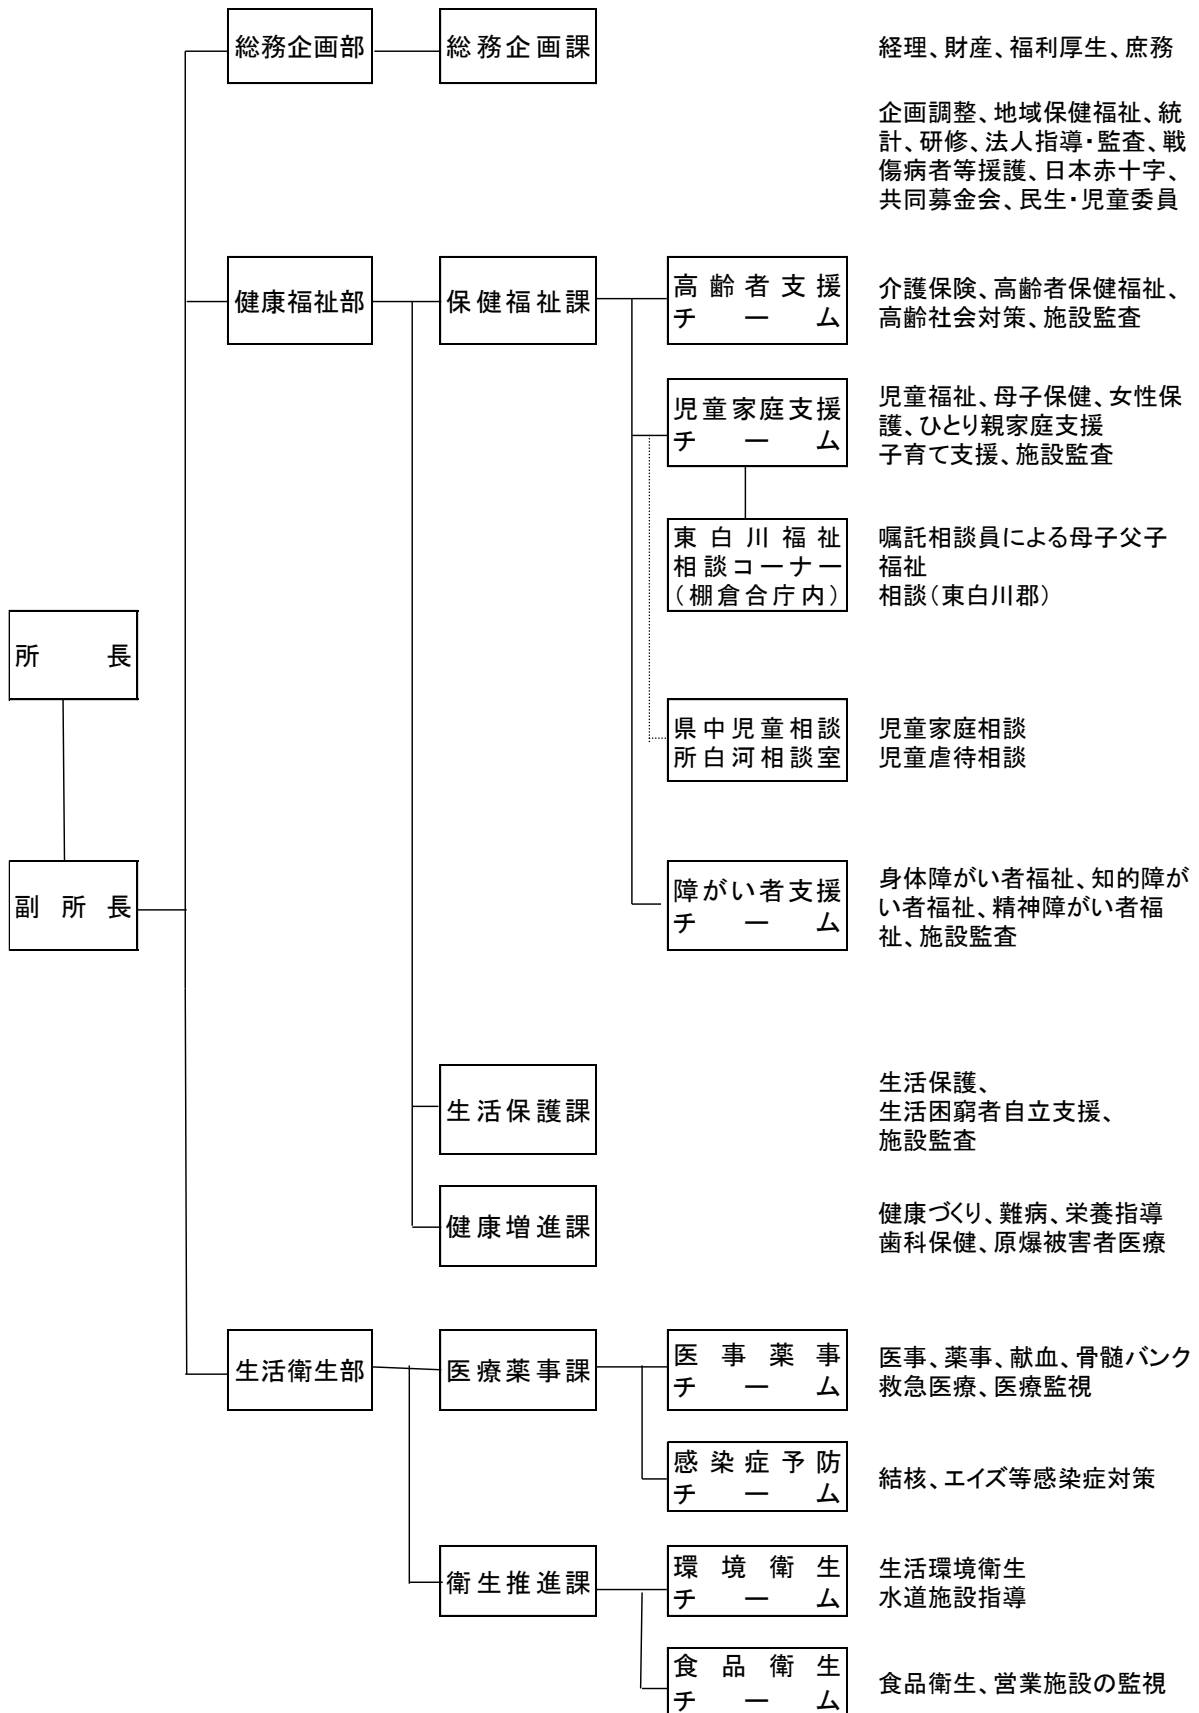 総務企画部
総務企画課
経理、財産、福利厚生、庶務
企画調整、地域保健福祉、統
計、研修、法人指導・監査、戦
傷病者等援護、日本赤十字、
共同募金会、民生・児童委員
健康福祉部
保健福祉課
高齢者支援
チーム
介護保険、高齢者保健福祉、
高齢社会対策、施設監査
児童家庭支援
チーム
児童福祉、母子保健、女性保
護、ひとり親家庭支援
子育て支援、施設監査
東白川福祉
相談コーナー
（棚倉合庁内）
嘱託相談員による母子父子
福祉
相談（東白川郡）
所長
県中児童相談
所白河相談室
児童家庭相談
児童虐待相談
副所長
障がい者支援
チーム
身体障がい者福祉、知的障が
い者福祉、精神障がい者福
祉、施設監査
生活保護課
生活保護、
生活困窮者自立支援、
施設監査
健康増進課
健康づくり、難病、栄養指導
歯科保健、原爆被害者医療
生活衛生部
医療薬事課
医事薬事
チーム
医事、薬事、献血、骨髄バンク
救急医療、医療監視
感染症予防
チーム
結核、エイズ等感染症対策
衛生推進課
環境衛生
チーム
生活環境衛生
水道施設指導
食品衛生
チーム
食品衛生、営業施設の監視